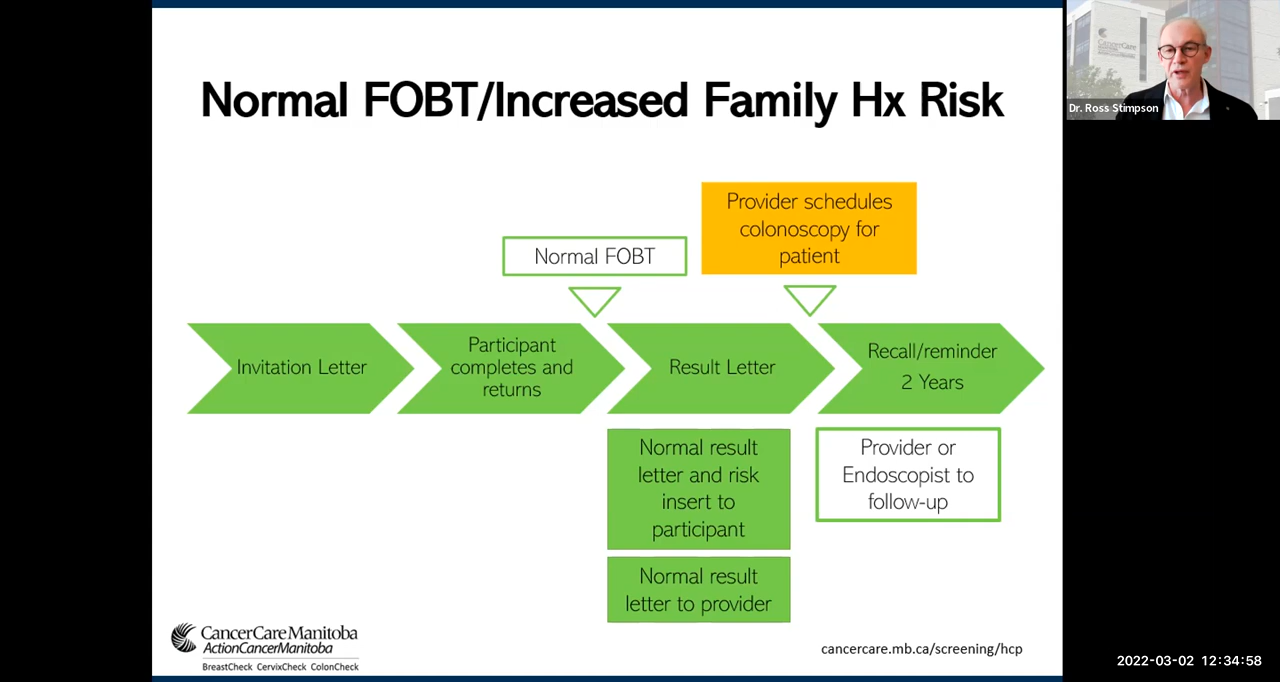 Normal FOBT/Increased Family Hx Risk
Dr. Ross Stimpson
Provider schedules
colonoscopy for
patient
Normal FOBT
Invitation Letter
Participant
completes and
returns
Result Letter
Recall/reminder
2 Years
Normal result
letter and risk
insert to
participant
Provider or
Endoscopist to
follow-up
Normal result
letter to provider
CancerCare Manitoba
ActionCancerManitoba
BreastCheck CervixCheck ColonCheck
cancercare.mb.ca/screening/hcp
2022-03-02 12:34:58
CancerCare